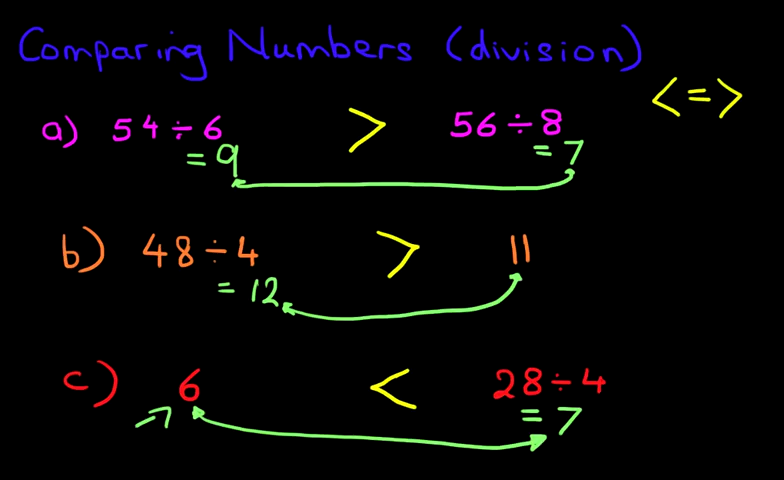 Comparing Numbers (division)
< = >
a) 54 ÷ 6 > 56 ÷ 8
= 9 = 7
b) 48 ÷ 4 > 11
= 12
c) 6 < 28 ÷ 4
= 7